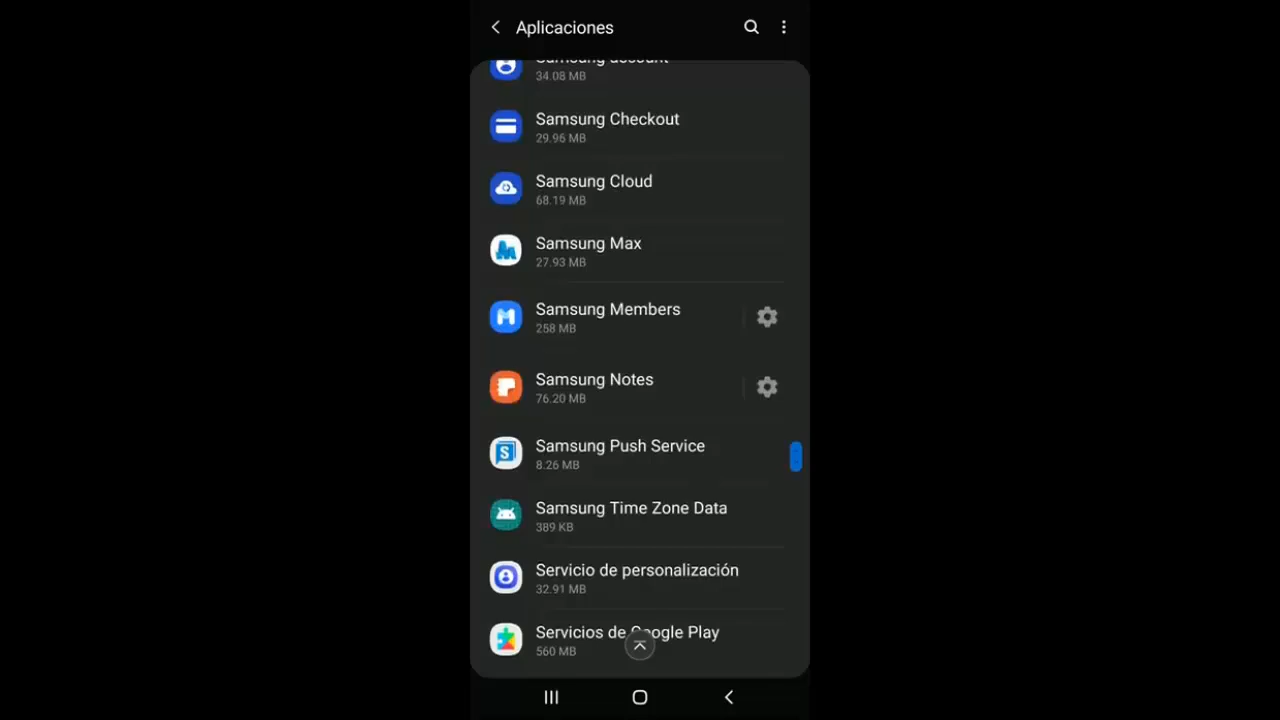 Aplicaciones
Samsung account
34.08 MB
Samsung Checkout
29.96 MB
Samsung Cloud
68.19 MB
Samsung Max
27.93 MB
Samsung Members
258 MB
Samsung Notes
76.20 MB
Samsung Push Service
8.26 MB
Samsung Time Zone Data
389 KB
Servicio de personalización
32.91 MB
Servicios de Google Play
560 MB